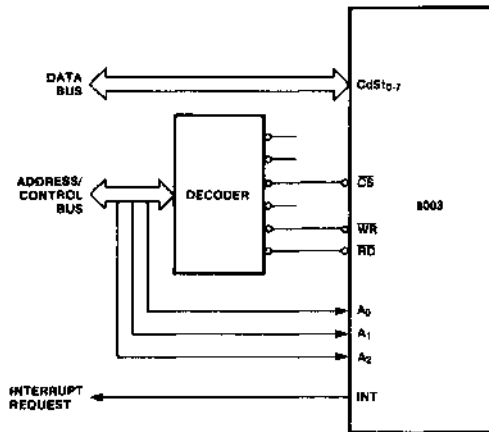 DATA
BUS
CdSt0-7
ADDRESS/
CONTROL
BUS
DECODER
CS
8003
WR
RD
A0
A1
A2
INTERRUPT
REQUEST
INT